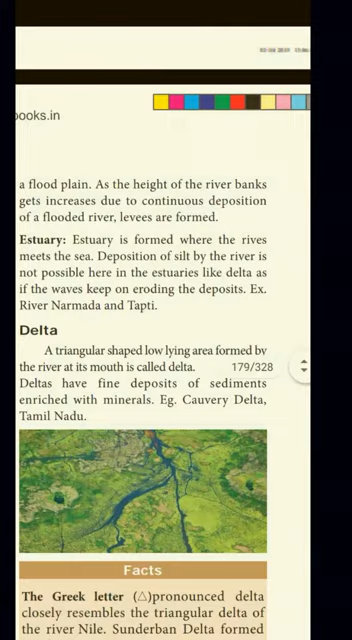 ooks.in
a flood plain. As the height of the river banks
gets increases due to continuous deposition
of a flooded river, levees are formed.
Estuary: Estuary is formed where the rives
meets the sea. Deposition of silt by the river is
not possible here in the estuaries like delta as
if the waves keep on eroding the deposits. Ex.
River Narmada and Tapti.
Delta
A triangular shaped low lying area formed by
the river at its mouth is called delta.
179/328
Deltas have fine deposits of sediments
enriched with minerals. Eg. Cauvery Delta,
Tamil Nadu.
Facts
The Greek letter (△)pronounced delta
closely resembles the triangular delta of
the river Nile. Sunderban Delta formed